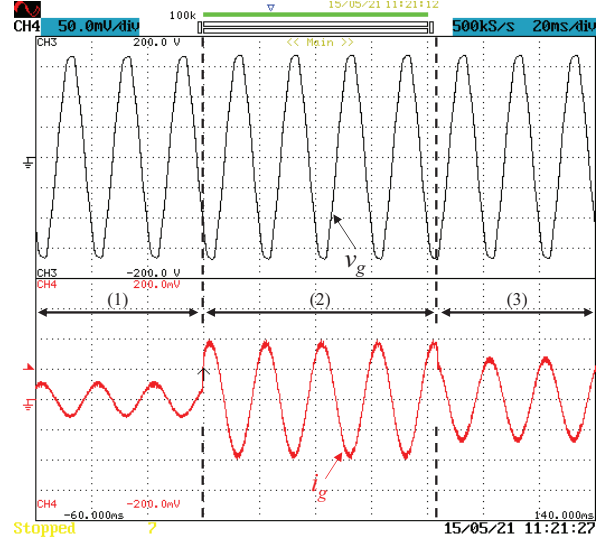 15/05/21 11:21:12
CH4 50.0mV/div 100k 500kS/s 20ms/div
<< Main >>
CH3 200.0 V
vg
CH3 -200.0 V
CH4 200.0mV
(1) (2) (3)
ig
CH4 -200.0mV
-60.000ms 140.000ms
Stopped 7 15/05/21 11:21:27